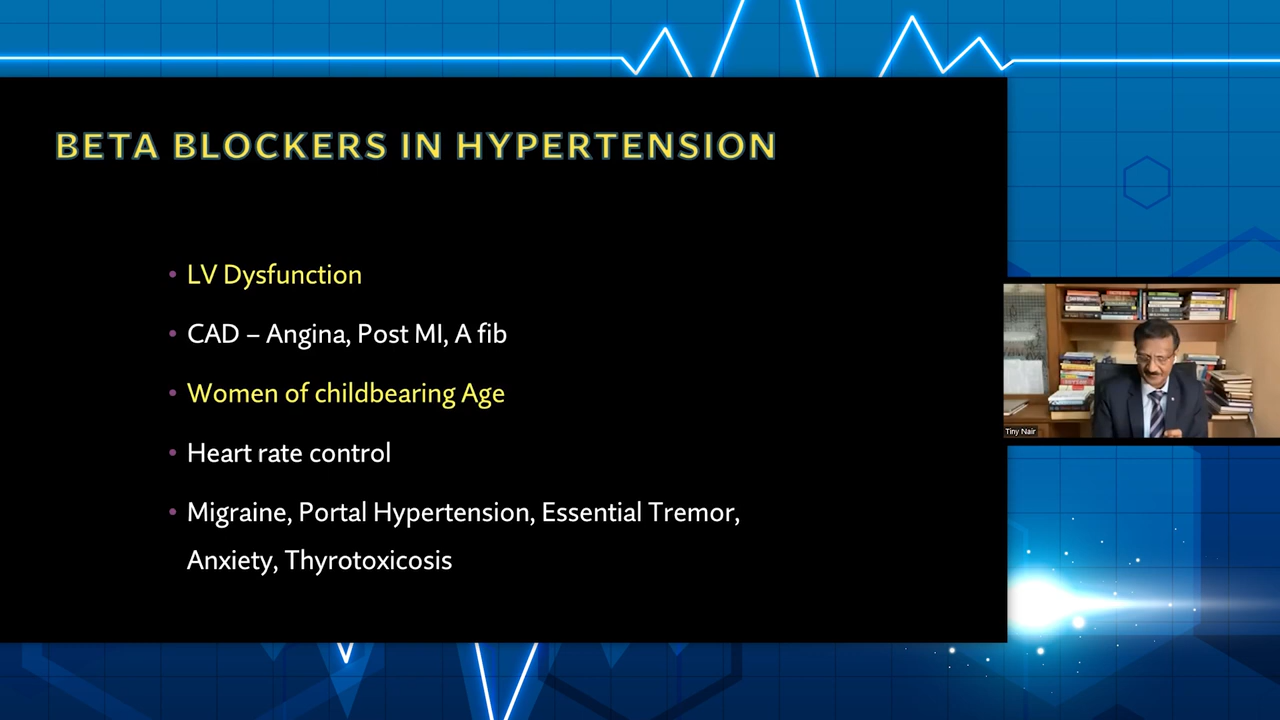 BETA BLOCKERS IN HYPERTENSION
• LV Dysfunction
• CAD – Angina, Post MI, A fib
• Women of childbearing Age
• Heart rate control
• Migraine, Portal Hypertension, Essential Tremor,
Anxiety, Thyrotoxicosis
Tiny Nair